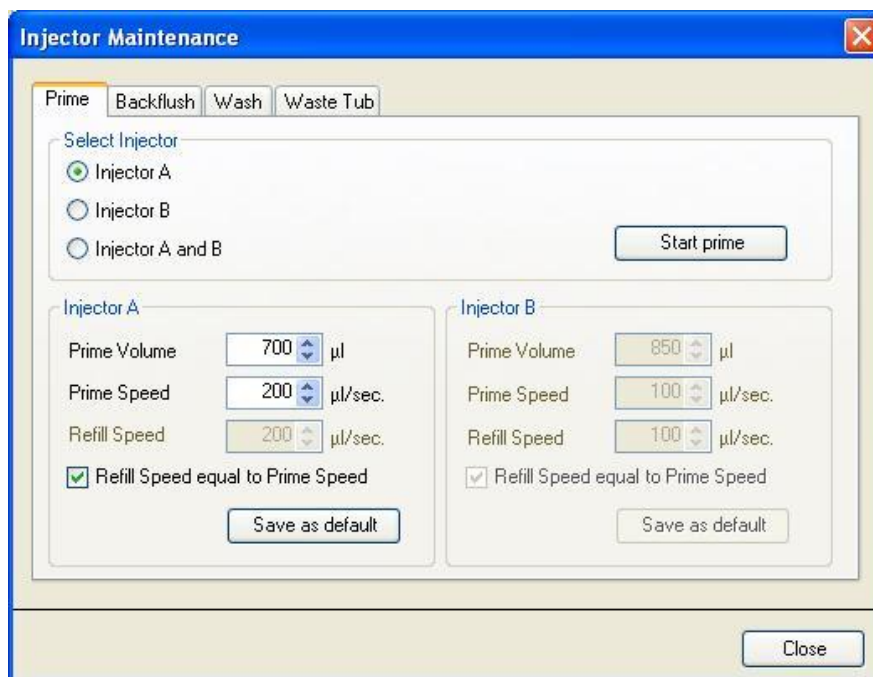 Injector Maintenance
Prime Backflush Wash Waste Tub
Select Injector
Injector A
Injector B
Injector A and B
Start prime
Injector A
Prime Volume 700 µl
Prime Speed 200 µl/sec.
Refill Speed 200 µl/sec.
Refill Speed equal to Prime Speed
Save as default
Injector B
Prime Volume 850 µl
Prime Speed 100 µl/sec.
Refill Speed 100 µl/sec.
Refill Speed equal to Prime Speed
Save as default
Close